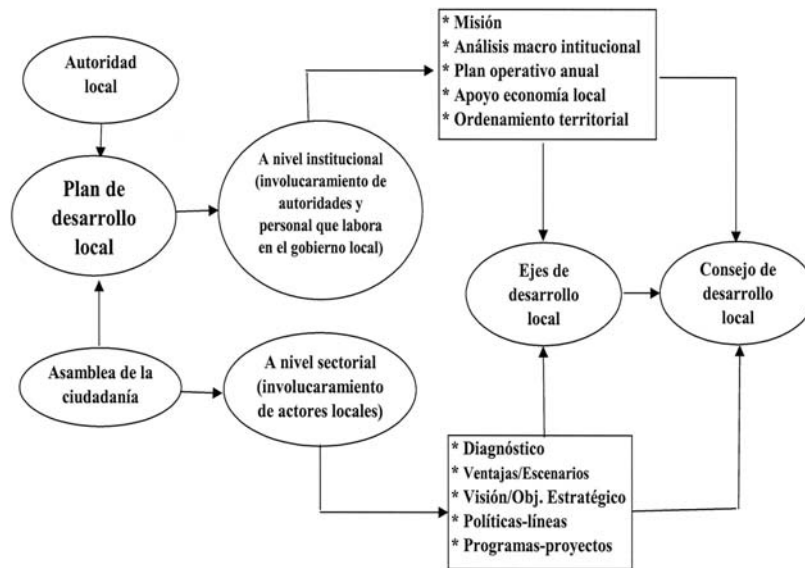 Autoridad
local
Plan de
desarrollo
local
Asamblea de la
ciudadanía
A nivel institucional
(involucaramiento de
autoridades y
personal que labora
en el gobierno local)
A nivel sectorial
(involucaramiento
de actores locales)
* Misión
* Análisis macro intitucional
* Plan operativo anual
* Apoyo economía local
* Ordenamiento territorial
Ejes de
desarrollo
local
Consejo de
desarrollo
local
* Diagnóstico
* Ventajas/Escenarios
* Visión/Obj. Estratégico
* Políticas-líneas
* Programas-proyectos